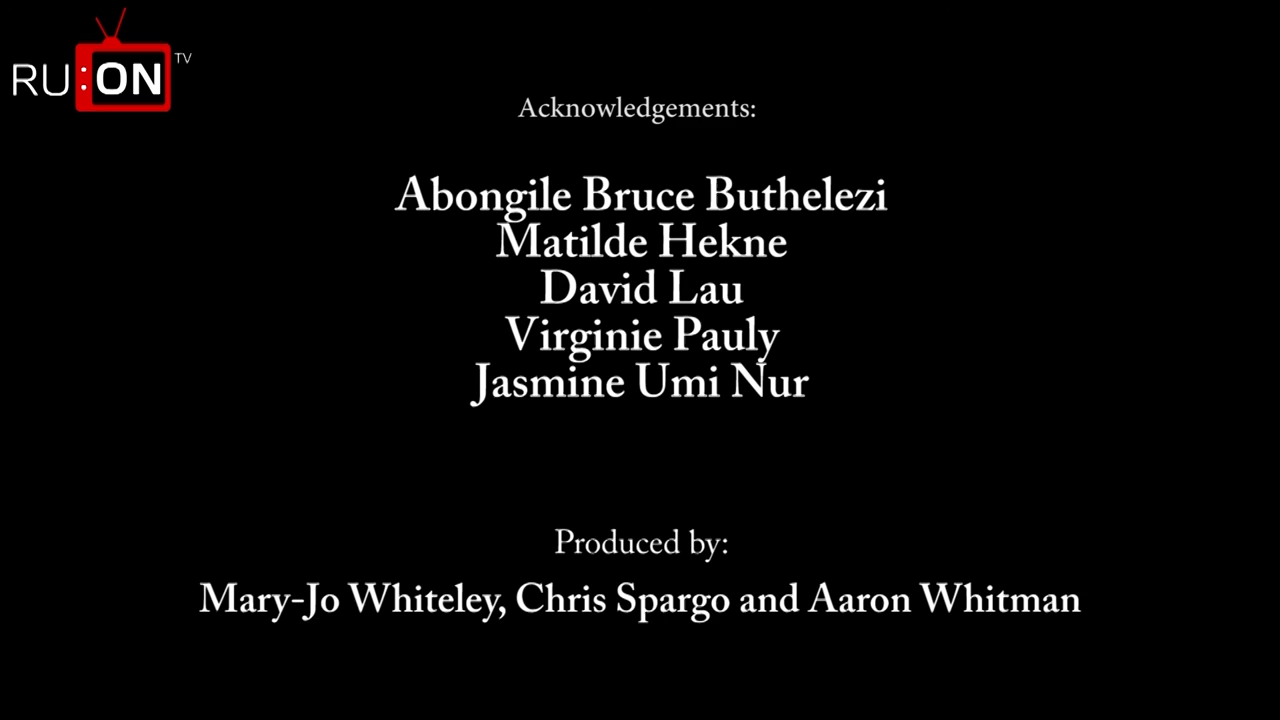 RU:ON TV
Acknowledgements:
Abongile Bruce Buthelezi
Matilde Hekne
David Lau
Virginie Pauly
Jasmine Umi Nur
Produced by:
Mary-Jo Whiteley, Chris Spargo and Aaron Whitman